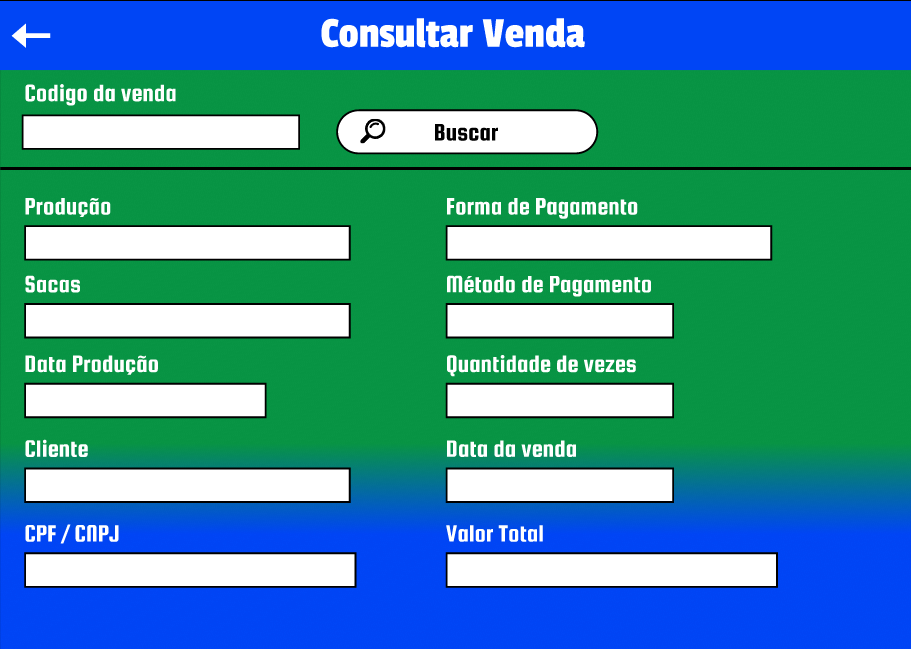 Consultar Venda
Codigo da venda
Buscar
Produção
Forma de Pagamento
Sacas
Método de Pagamento
Data Produção
Quantidade de vezes
Cliente
Data da venda
CPF / CNPJ
Valor Total